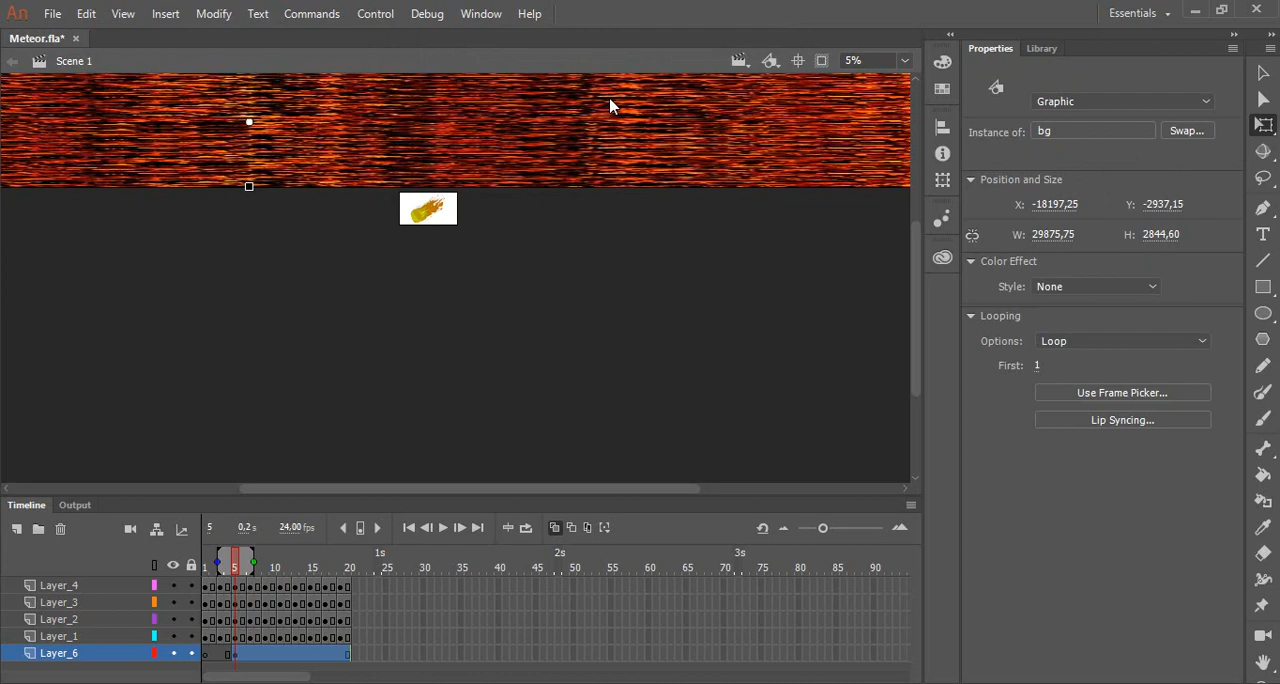 An File Edit View Insert Modify Text Commands Control Debug Window Help Essentials
Meteor.fla* ×
Scene 1 5%
Properties Library
Graphic
Instance of: bg Swap...
Position and Size
X: -18197,25 Y: -2937,15
W: 29875,75 H: 2844,60
Color Effect
Style: None
Looping
Options: Loop
First: 1
Use Frame Picker...
Lip Syncing...
Timeline Output
5 0,2 s 24,00 fps
1s 2s 3s
1 5 10 15 20 25 30 35 40 45 50 55 60 65 70 75 80 85 90
Layer_4
Layer_3
Layer_2
Layer_1
Layer_6